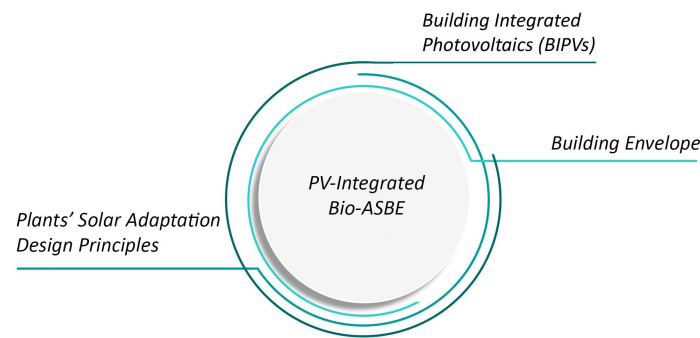 Building Integrated
Photovoltaics (BIPVs)
Building Envelope
PV-Integrated
Bio-ASBE
Plants’ Solar Adaptation
Design Principles